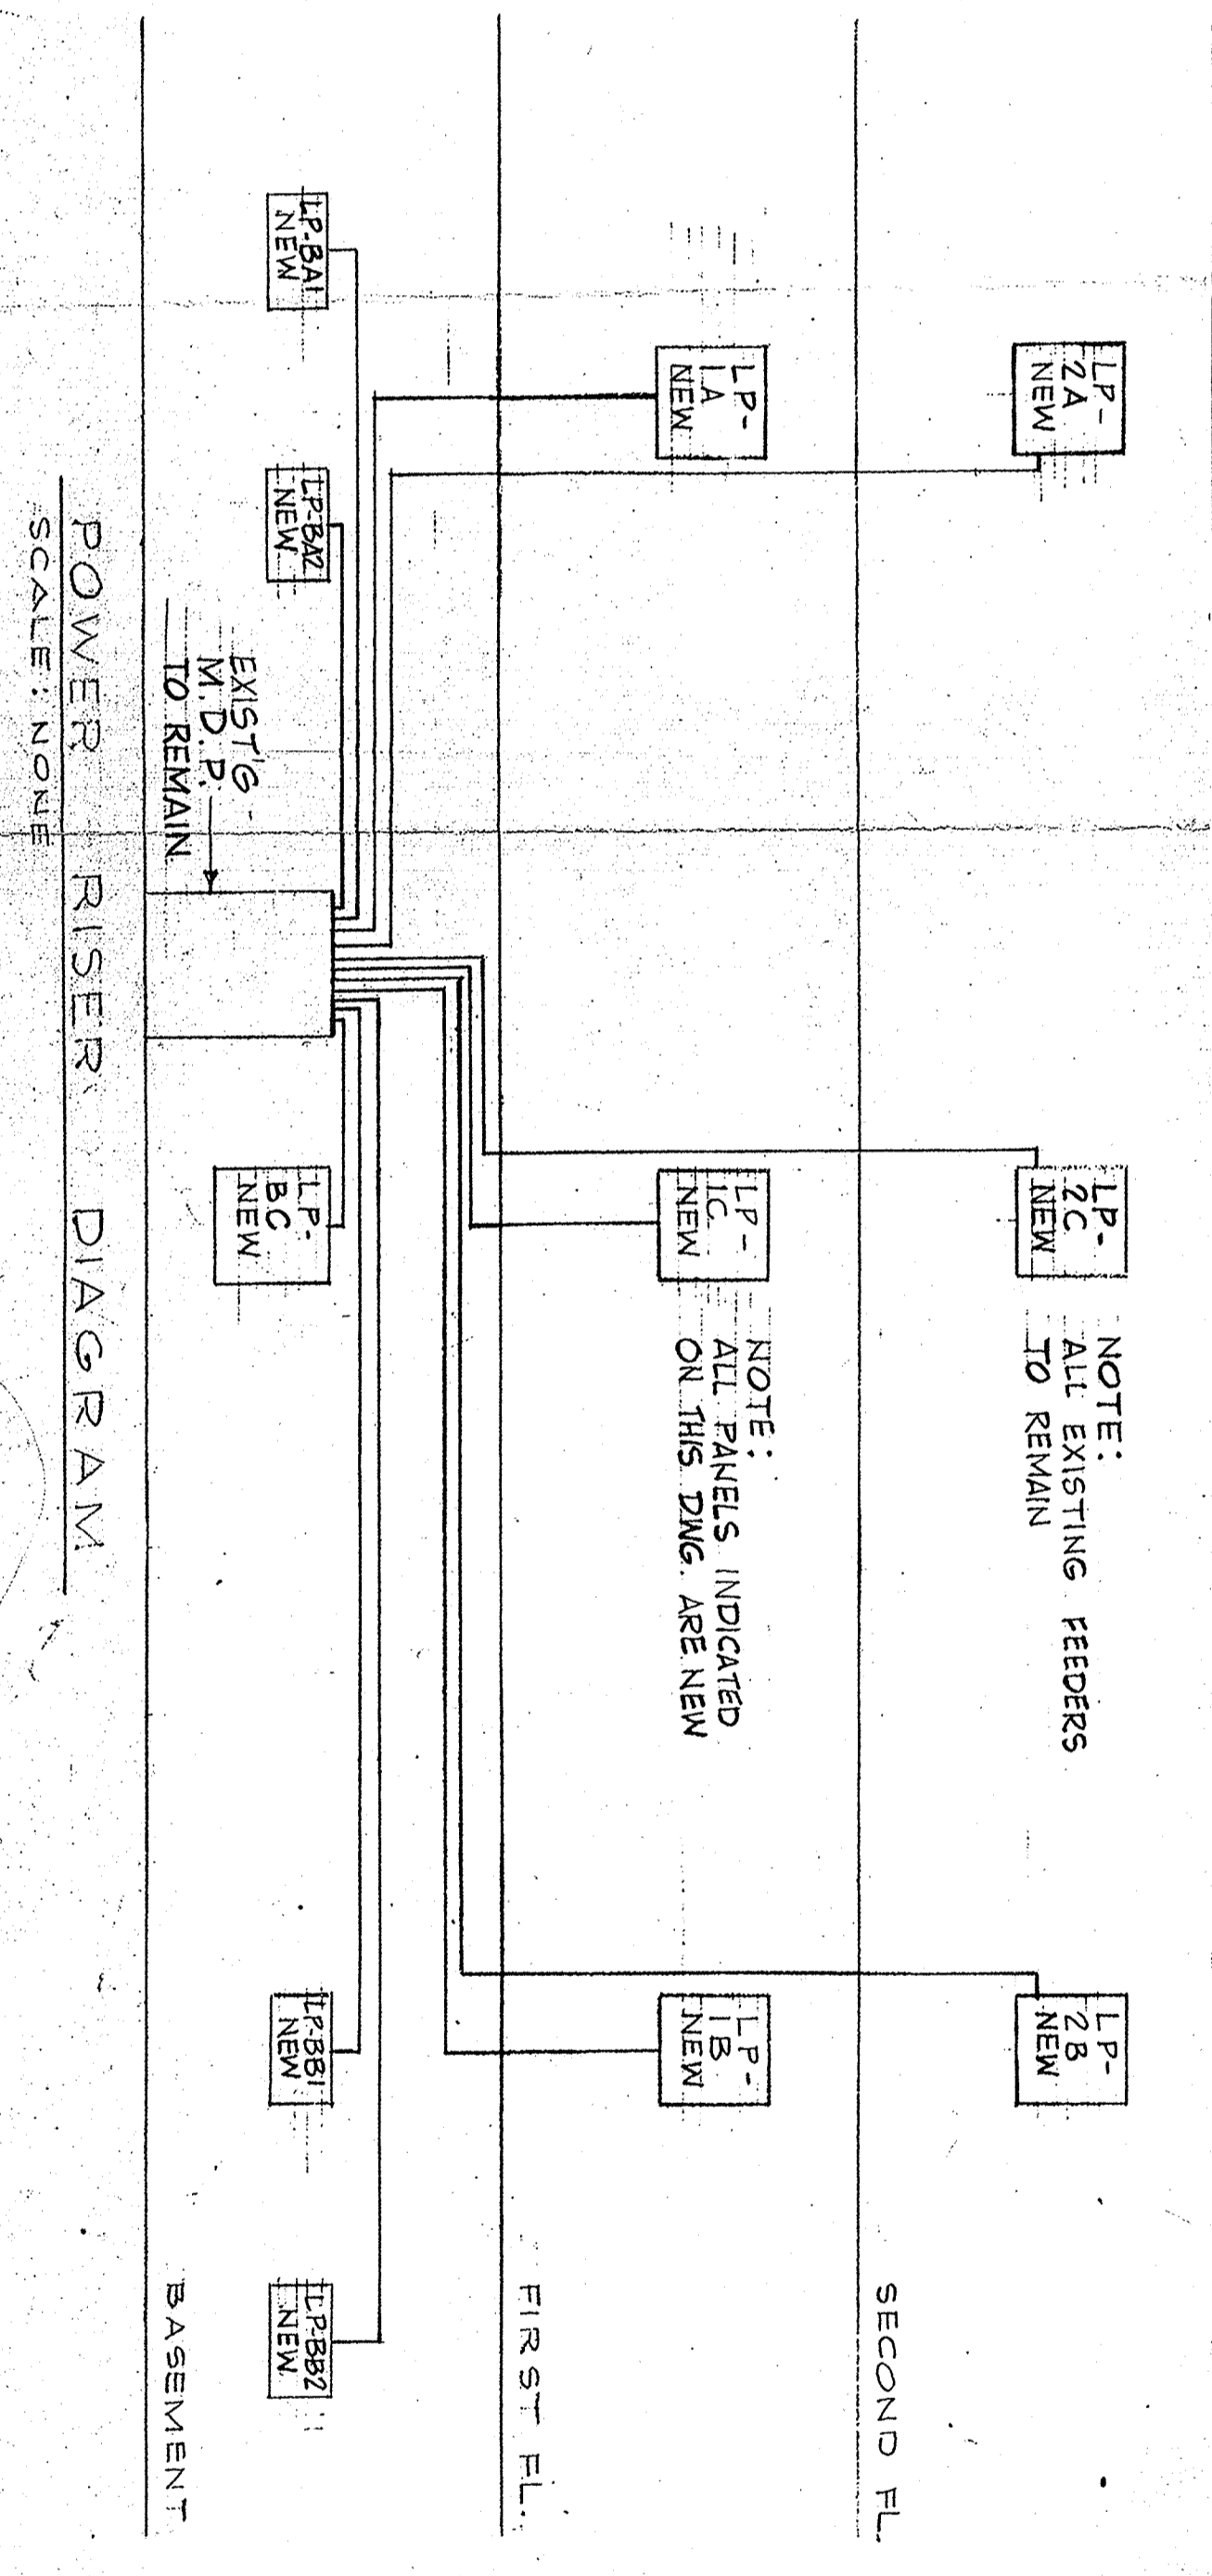 LP-
2A
NEW
LP-
2C
NEW
NOTE:
ALL EXISTING FEEDERS
TO REMAIN
LP-
2B
NEW
SECOND FL.
LP-
1A
NEW
LP-
1C
NEW
NOTE:
ALL PANELS INDICATED
ON THIS DWG. ARE NEW
LP-
1B
NEW
FIRST FL.
LP-BA1
NEW
LP-BA2
NEW
EXIST'G
M.D.P.
TO REMAIN
LP-
BC
NEW
LP-BB1
NEW
LP-BB2
NEW
BASEMENT
POWER RISER DIAGRAM
SCALE: NONE